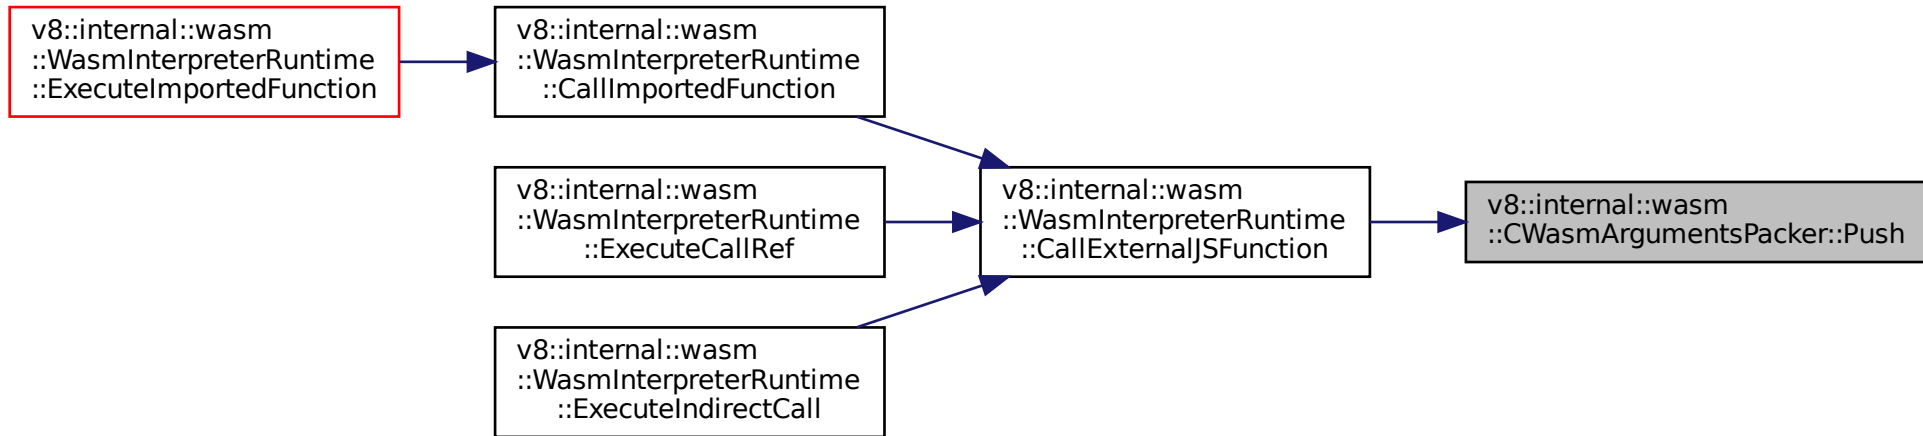 v8::internal::wasm
::WasmInterpreterRuntime
::ExecuteImportedFunction
v8::internal::wasm
::WasmInterpreterRuntime
::CallImportedFunction
v8::internal::wasm
::WasmInterpreterRuntime
::ExecuteCallRef
v8::internal::wasm
::WasmInterpreterRuntime
::ExecuteIndirectCall
v8::internal::wasm
::WasmInterpreterRuntime
::CallExternalJSFunction
v8::internal::wasm
::CWasmArgumentsPacker::Push